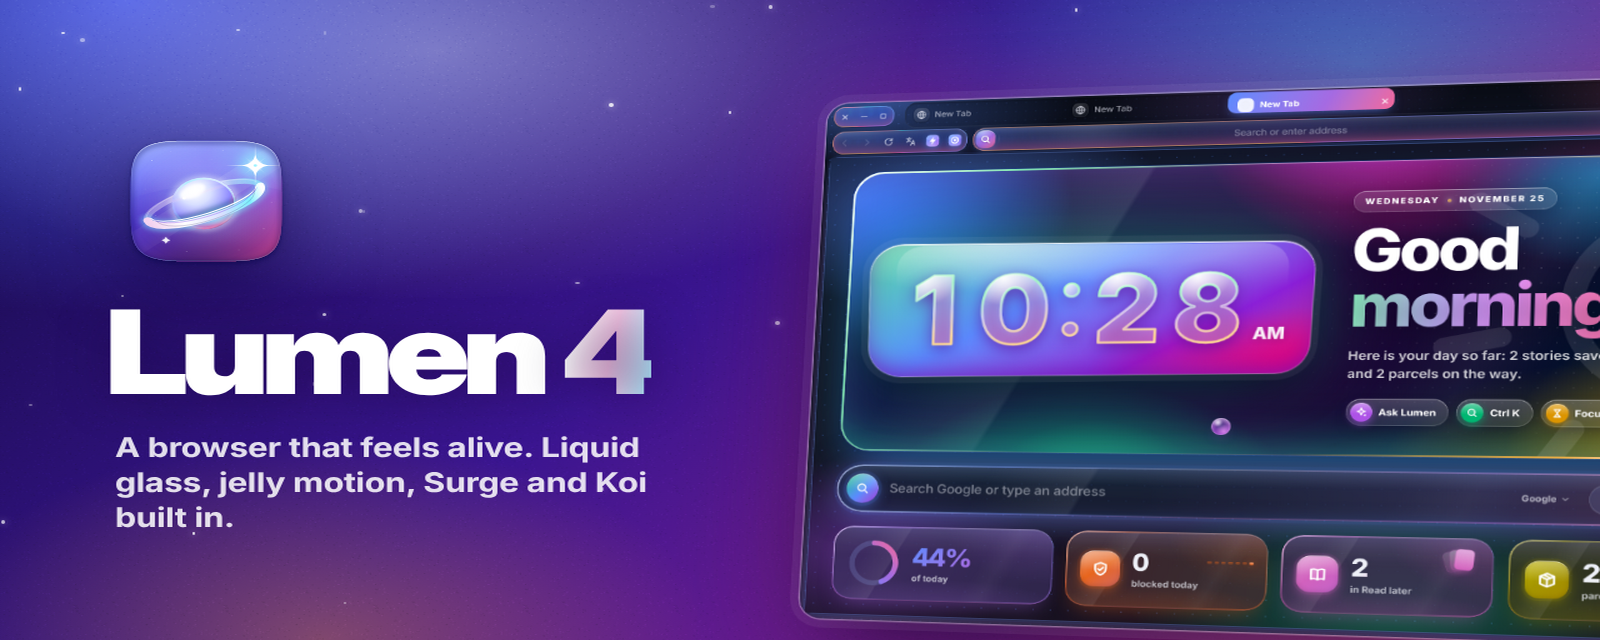 Lumen 4
A browser that feels alive. Liquid
glass, jelly motion, Surge and Koi
built in.
New Tab
New Tab
New Tab
Search or enter address
10:28 AM
WEDNESDAY • NOVEMBER 25
Good
morning
Here is your day so far: 2 stories
and 2 parcels on the way.
Ask Lumen
Ctrl K
Search Google or type an address
Google
44%
of today
0
blocked today
2
in Read later
2